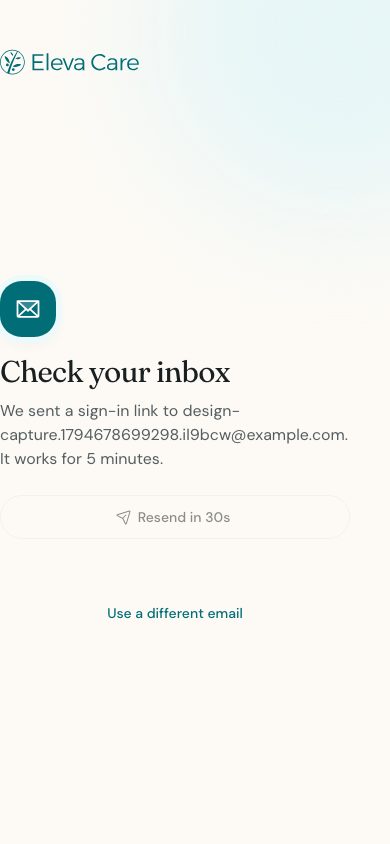 Eleva Care
Check your inbox
We sent a sign-in link to design-
capture.1794678699298.il9bcw@example.com.
It works for 5 minutes.
Resend in 30s
Use a different email